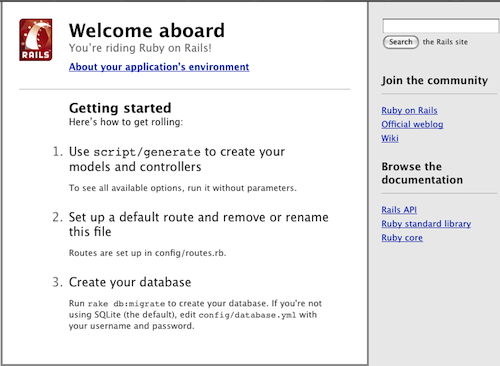 RAILS
Welcome aboard
You're riding Ruby on Rails!
About your application's environment
Getting started
Here's how to get rolling:
1. Use script/generate to create your
models and controllers
To see all available options, run it without parameters.
2. Set up a default route and remove or rename
this file
Routes are set up in config/routes.rb.
3. Create your database
Run rake db:migrate to create your database. If you're not
using SQLite (the default), edit config/database.yml with
your username and password.
Search the Rails site
Join the community
Ruby on Rails
Official weblog
Wiki
Browse the
documentation
Rails API
Ruby standard library
Ruby core